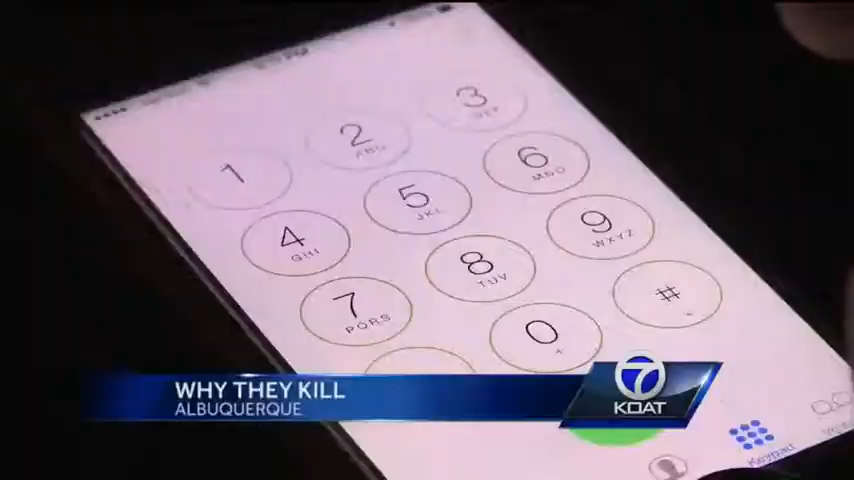 1
2
ABC
3
DEF
4
GHI
5
JKL
6
MNO
7
PQRS
8
TUV
9
WXYZ
0
+
#
WHY THEY KILL
ALBUQUERQUE
7
KOAT
Keypad